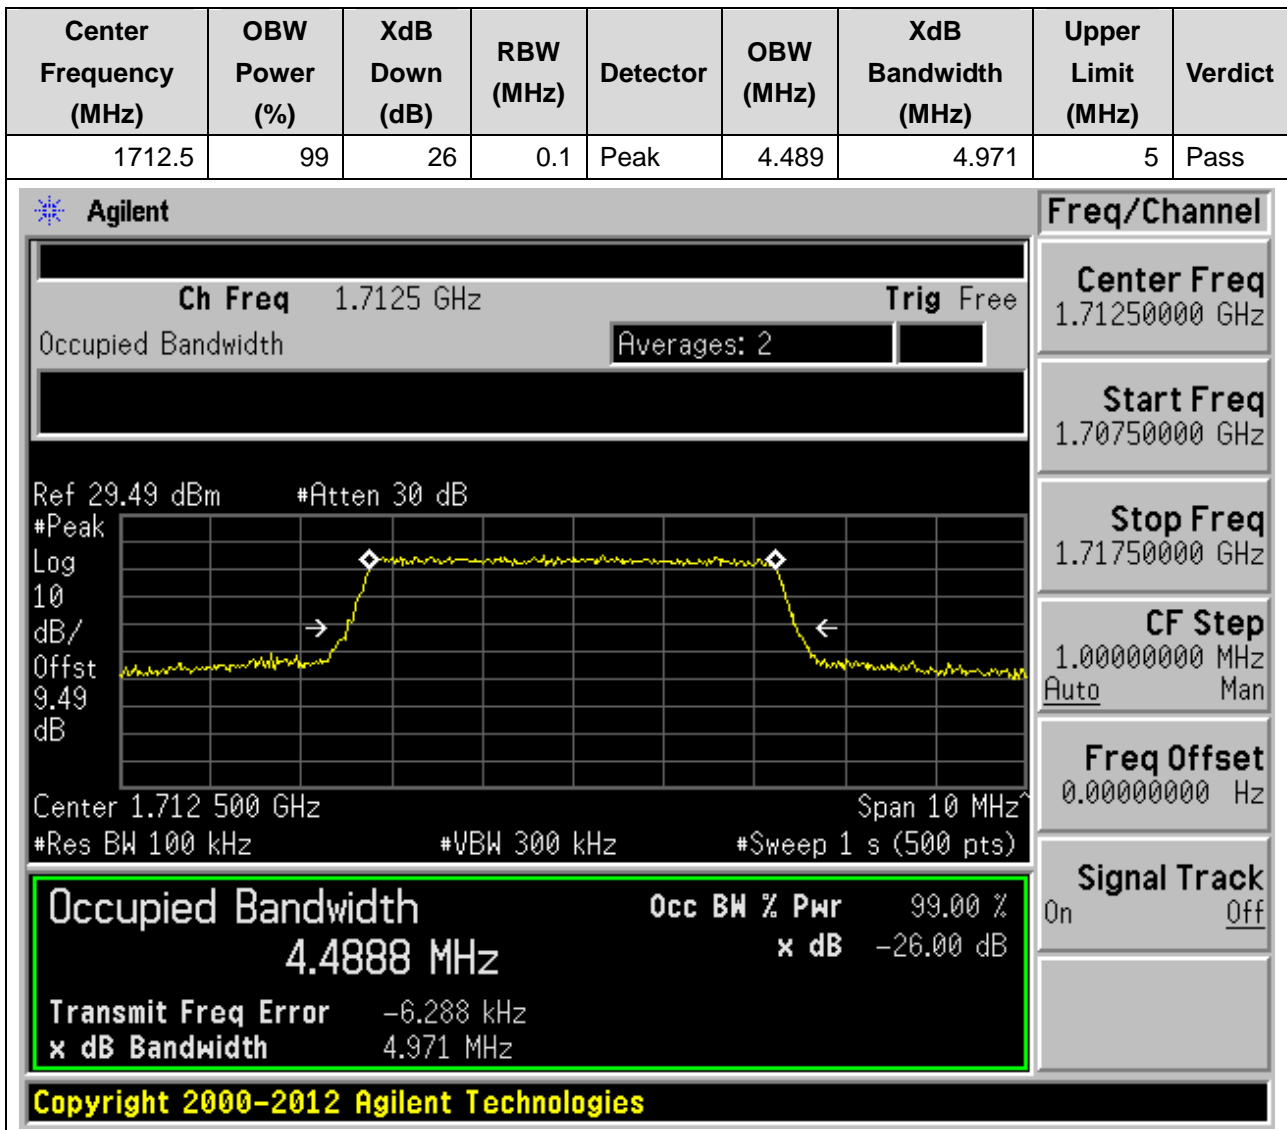 Center Frequency (MHz) OBW Power (%) XdB Down (dB) RBW (MHz) Detector OBW (MHz) XdB Bandwidth (MHz) Upper Limit (MHz) Verdict
1712.5 99 26 0.1 Peak 4.489 4.971 5 Pass
Agilent
Freq/Channel
Ch Freq 1.7125 GHz Trig Free
Occupied Bandwidth Averages: 2
Center Freq
1.71250000 GHz
Start Freq
1.70750000 GHz
Stop Freq
1.71750000 GHz
CF Step
1.00000000 MHz
Auto Man
Freq Offset
0.00000000 Hz
Signal Track
On Off
Ref 29.49 dBm #Atten 30 dB
#Peak
Log
10
dB/
Offst
9.49
dB
Center 1.712 500 GHz Span 10 MHz^
#Res BW 100 kHz #VBW 300 kHz #Sweep 1 s (500 pts)
Occupied Bandwidth Occ BW % Pwr 99.00 %
4.4888 MHz x dB -26.00 dB
Transmit Freq Error -6.288 kHz
x dB Bandwidth 4.971 MHz
Copyright 2000-2012 Agilent Technologies